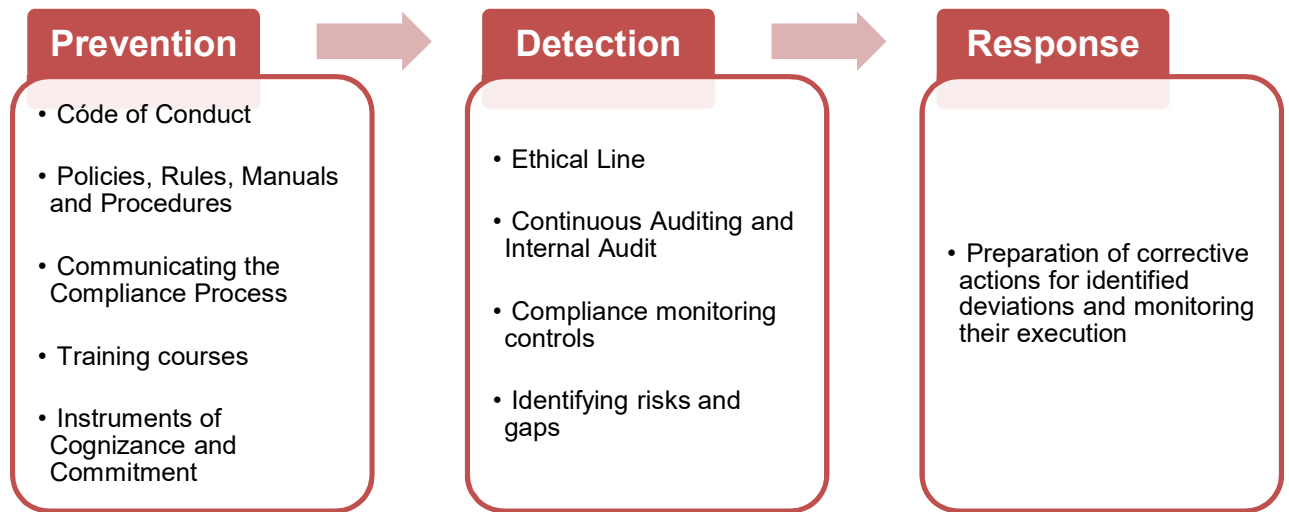 Prevention
• Códe of Conduct
• Policies, Rules, Manuals
and Procedures
• Communicating the
Compliance Process
• Training courses
• Instruments of
Cognizance and
Commitment
Detection
• Ethical Line
• Continuous Auditing and
Internal Audit
• Compliance monitoring
controls
• Identifying risks and
gaps
Response
• Preparation of corrective
actions for identified
deviations and monitoring
their execution